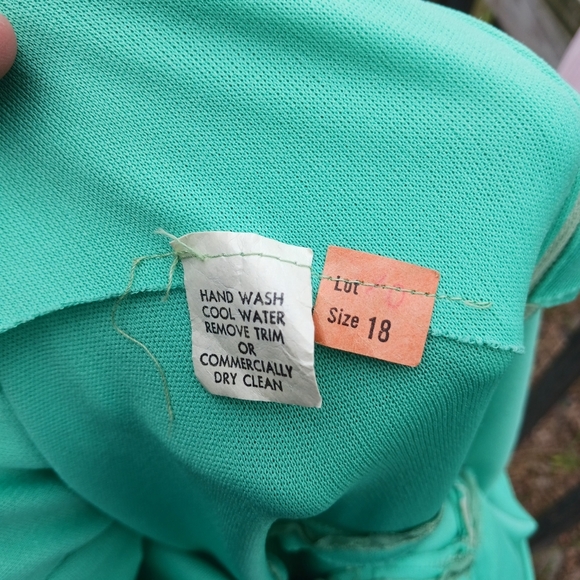 HAND WASH
COOL WATER
REMOVE TRIM
OR
COMMERCIALLY
DRY CLEAN
Lot
Size 18